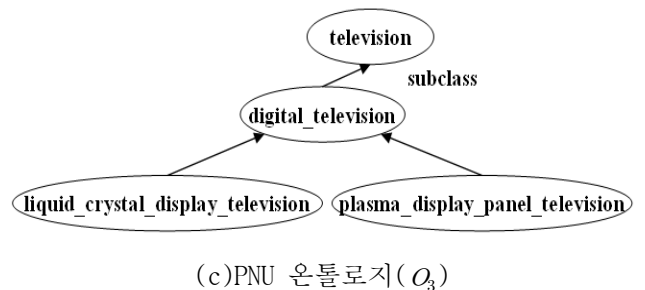 television
subclass
digital_television
liquid_crystal_display_television plasma_display_panel_television
(c)PNU 온톨로지(O₃)